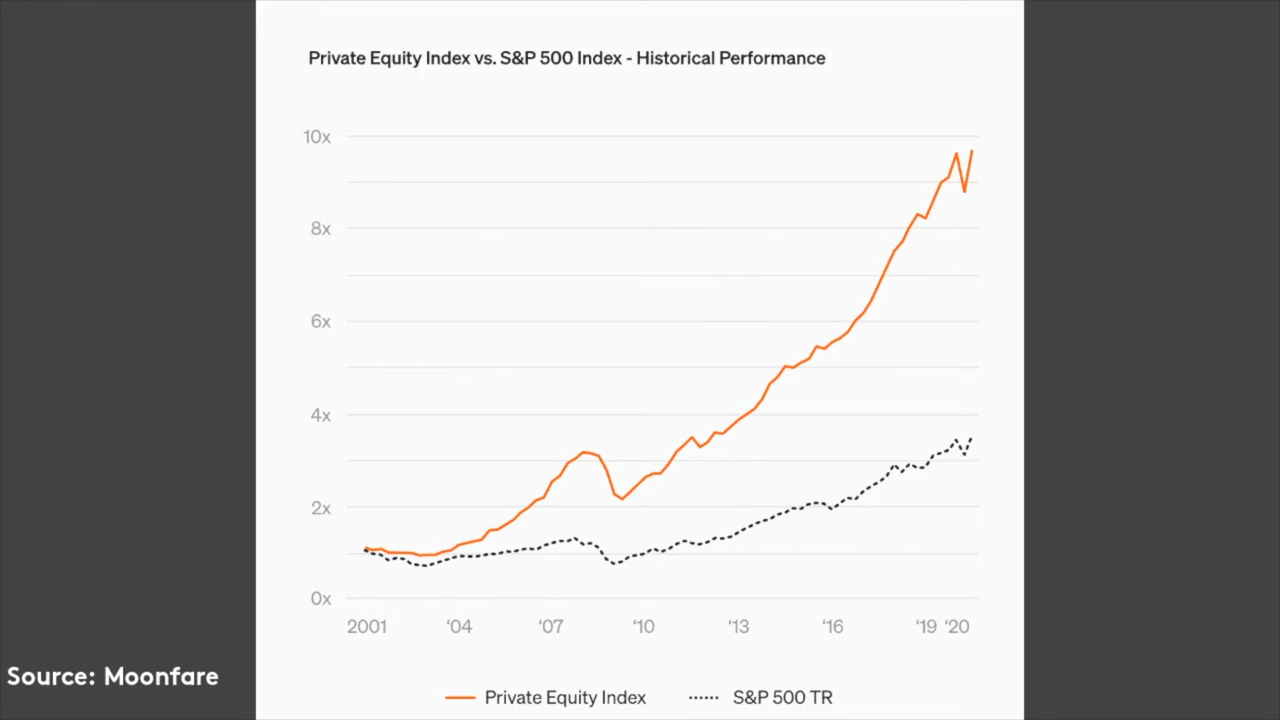 Private Equity Index vs. S&P 500 Index - Historical Performance
10x
8x
6x
4x
2x
0x
2001 ‘04 ‘07 ‘10 ‘13 ‘16 ‘19 ‘20
Source: Moonfare
Private Equity Index S&P 500 TR